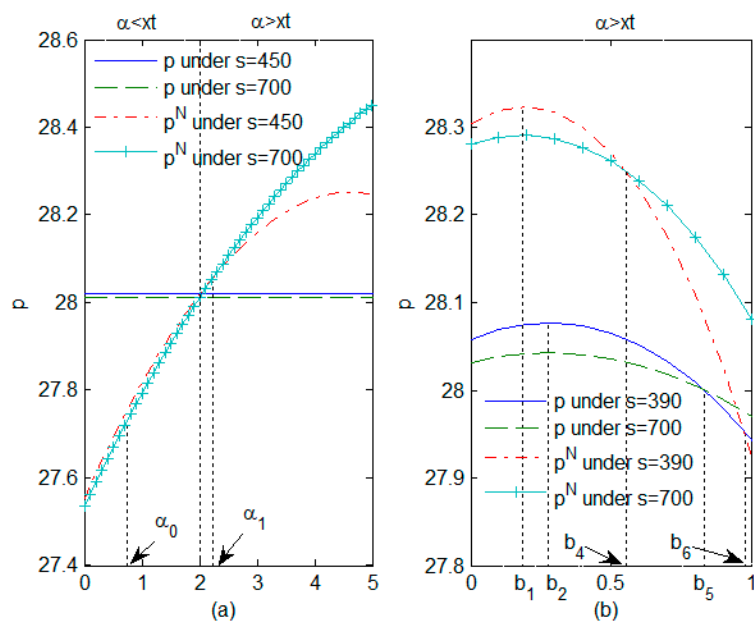 α<xt
α>xt
28.6
28.4
28.2
28
27.8
27.6
27.4
p
p under s=450
p under s=700
p^N under s=450
p^N under s=700
α₀
α₁
0
1
2
3
4
5
(a)
α>xt
28.3
28.2
28.1
28
27.9
27.8
p
p under s=390
p under s=700
p^N under s=390
p^N under s=700
b₄
b₆
0
b₁
b₂
0.5
b₅
1
(b)